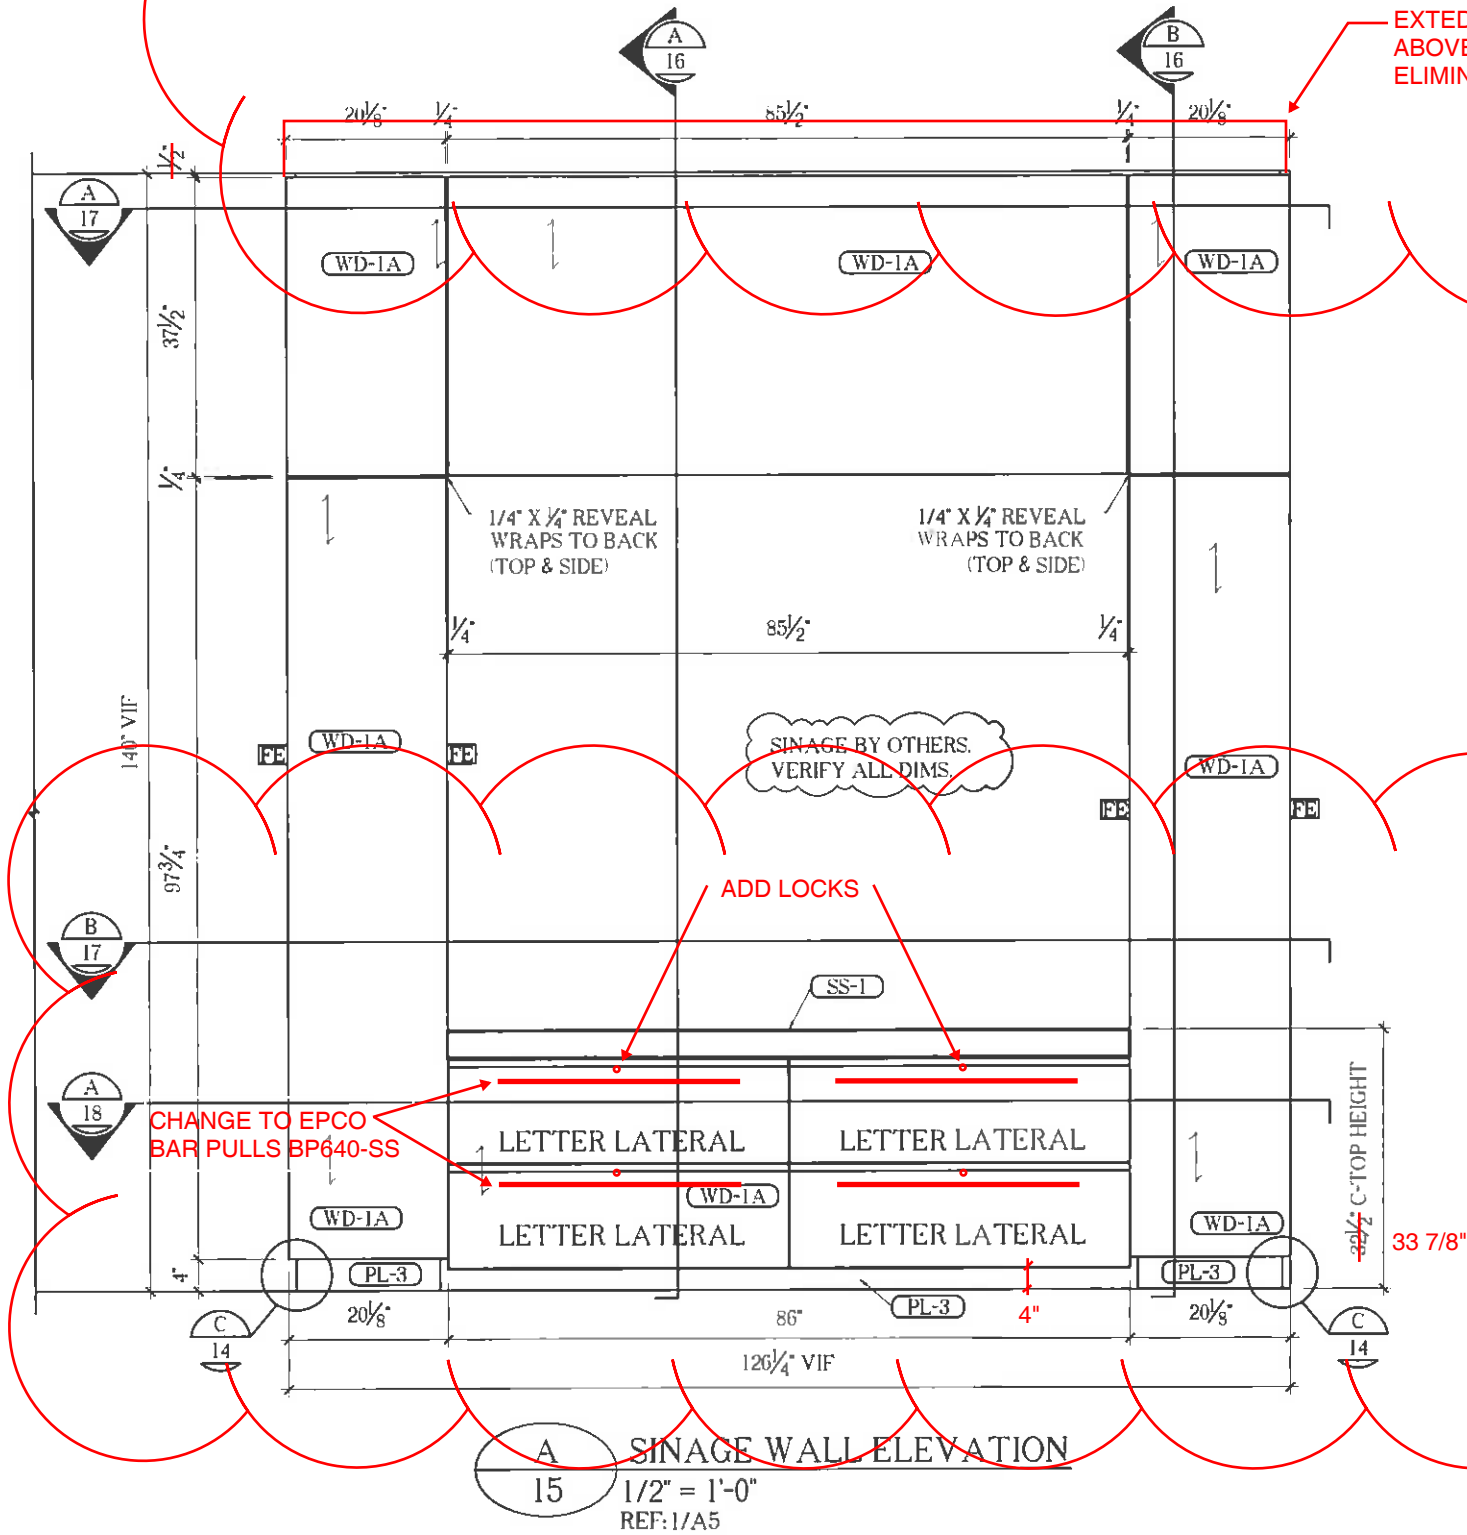 A
16
B
16
EXTED
ABOVE
ELIMIN
20⅛"
¼"
85½"
¼"
20⅛"
½"
A
17
WD-1A
WD-1A
WD-1A
37½"
¼"
1/4" X ¼" REVEAL
WRAPS TO BACK
(TOP & SIDE)
1/4" X ¼" REVEAL
WRAPS TO BACK
(TOP & SIDE)
¼"
85½"
¼"
140" VIF
WD-1A
FE
FE
SINAGE BY OTHERS.
VERIFY ALL DIMS.
WD-1A
FE
FE
97¾"
ADD LOCKS
B
17
SS-1
A
18
CHANGE TO EPCO
BAR PULLS BP640-SS
LETTER LATERAL
LETTER LATERAL
WD-1A
LETTER LATERAL
LETTER LATERAL
WD-1A
WD-1A
32½" C-TOP HEIGHT
33 7/8"
4"
PL-3
PL-3
PL-3
4"
20⅛"
86"
20⅛"
C
14
C
14
126¼" VIF
A
15
SINAGE WALL ELEVATION
1/2" = 1'-0"
REF: 1/A5